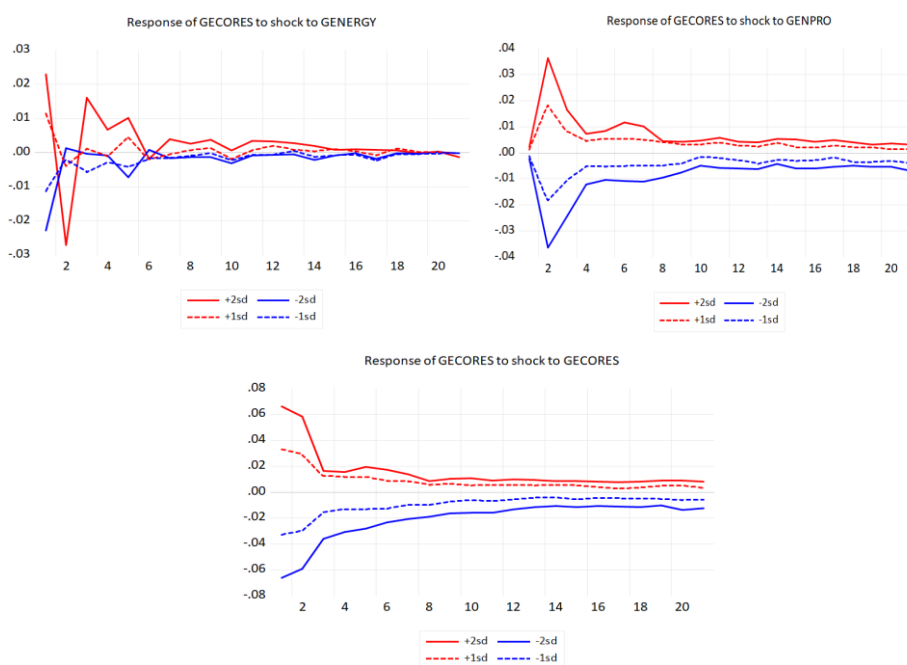 Response of GECORES to shock to GENERGY
.03
.02
.01
.00
-.01
-.02
-.03
2 4 6 8 10 12 14 16 18 20
+2sd -2sd
+1sd -1sd
Response of GECORES to shock to GENPRO
.04
.03
.02
.01
.00
-.01
-.02
-.03
-.04
2 4 6 8 10 12 14 16 18 20
+2sd -2sd
+1sd -1sd
Response of GECORES to shock to GECORES
.08
.06
.04
.02
.00
-.02
-.04
-.06
-.08
2 4 6 8 10 12 14 16 18 20
+2sd -2sd
+1sd -1sd